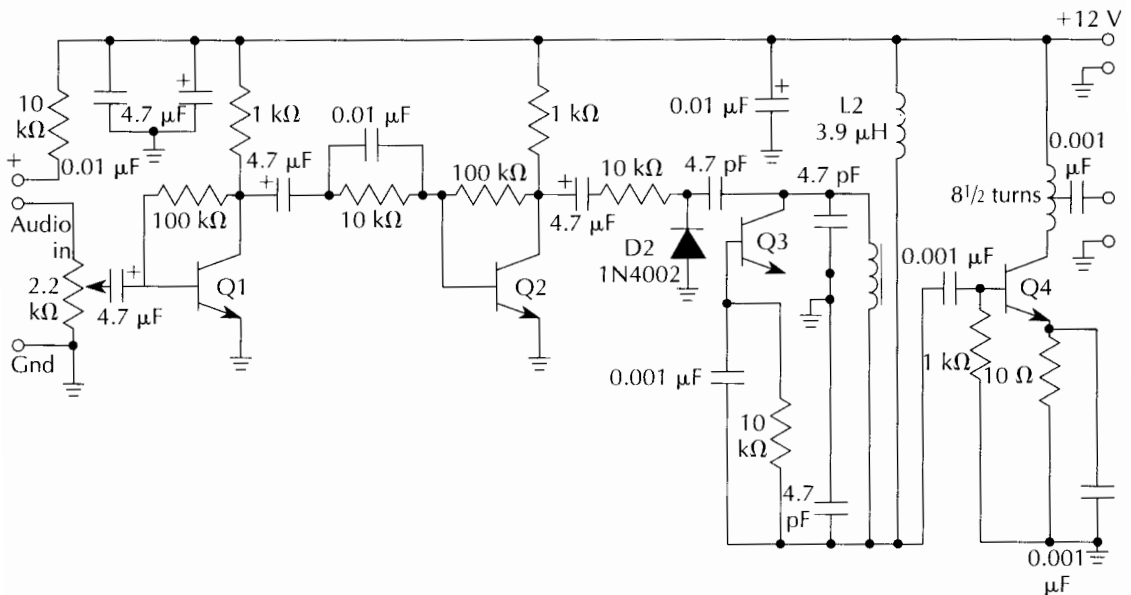 +12 V
10
kΩ
4.7 µF
+
0.01 µF
1 kΩ
4.7 µF
+
100 kΩ
0.01 µF
10 kΩ
100 kΩ
1 kΩ
+
4.7 µF
10 kΩ
4.7 pF
0.01 µF
+
4.7 pF
L2
3.9 µH
0.001
µF
8 1/2 turns
+
Audio
in
2.2
kΩ
+
4.7 µF
Gnd
Q1
Q2
D2
1N4002
Q3
0.001 µF
Q4
0.001 µF
10
kΩ
4.7
pF
1 kΩ
10 Ω
0.001
µF